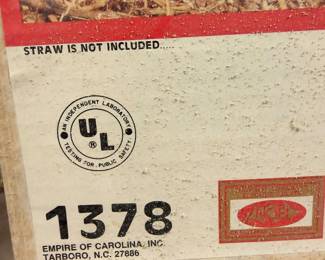 STRAW IS NOT INCLUDED.....
AN INDEPENDENT LABORATORY
UL
®
TESTING FOR PUBLIC SAFETY
1378
EMPIRE OF CAROLINA, INC.
TARBORO, N.C. 27886